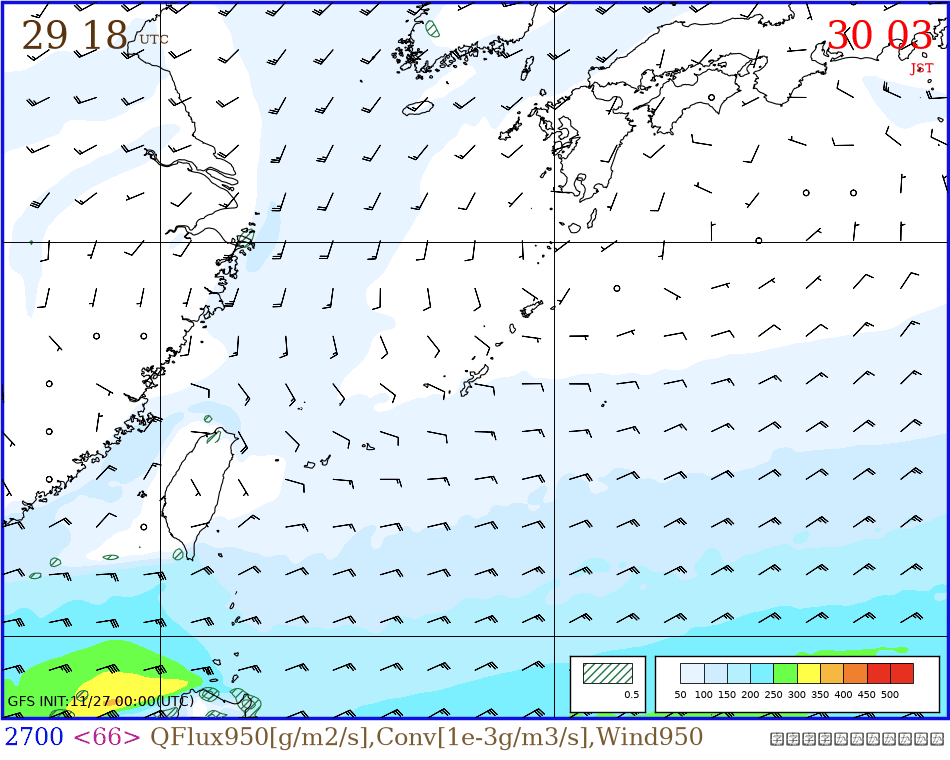 29 18 UTC
30 03
JST
0.5
50 100 150 200 250 300 350 400 450 500
GFS INIT:11/27 00:00(UTC)
2700 <66> QFlux950[g/m2/s],Conv[1e-3g/m3/s],Wind950